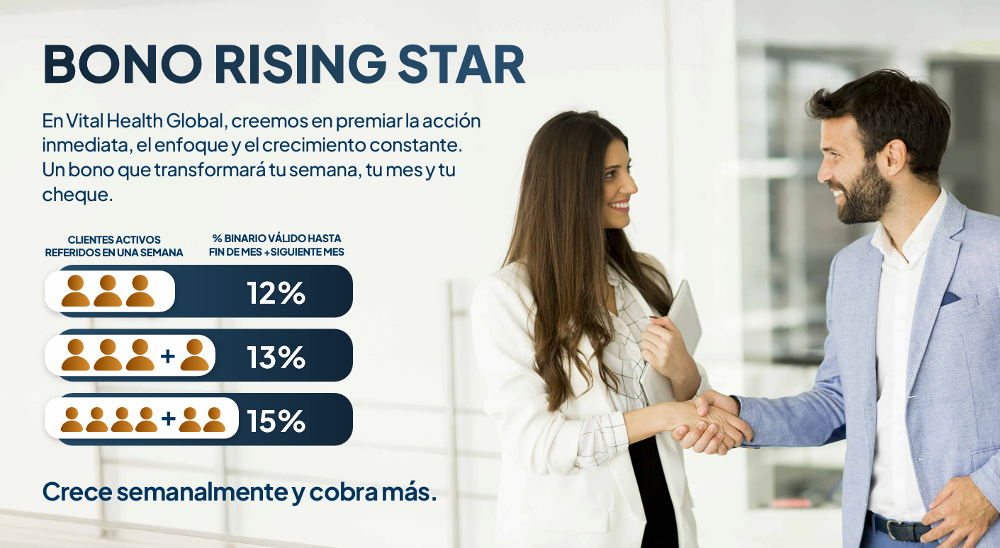 BONO RISING STAR
En Vital Health Global, creemos en premiar la acción
inmediata, el enfoque y el crecimiento constante.
Un bono que transformará tu semana, tu mes y tu
cheque.
CLIENTES ACTIVOS
REFERIDOS EN UNA SEMANA
% BINARIO VÁLIDO HASTA
FIN DE MES + SIGUIENTE MES
12%
+ 13%
+ 15%
Crece semanalmente y cobra más.